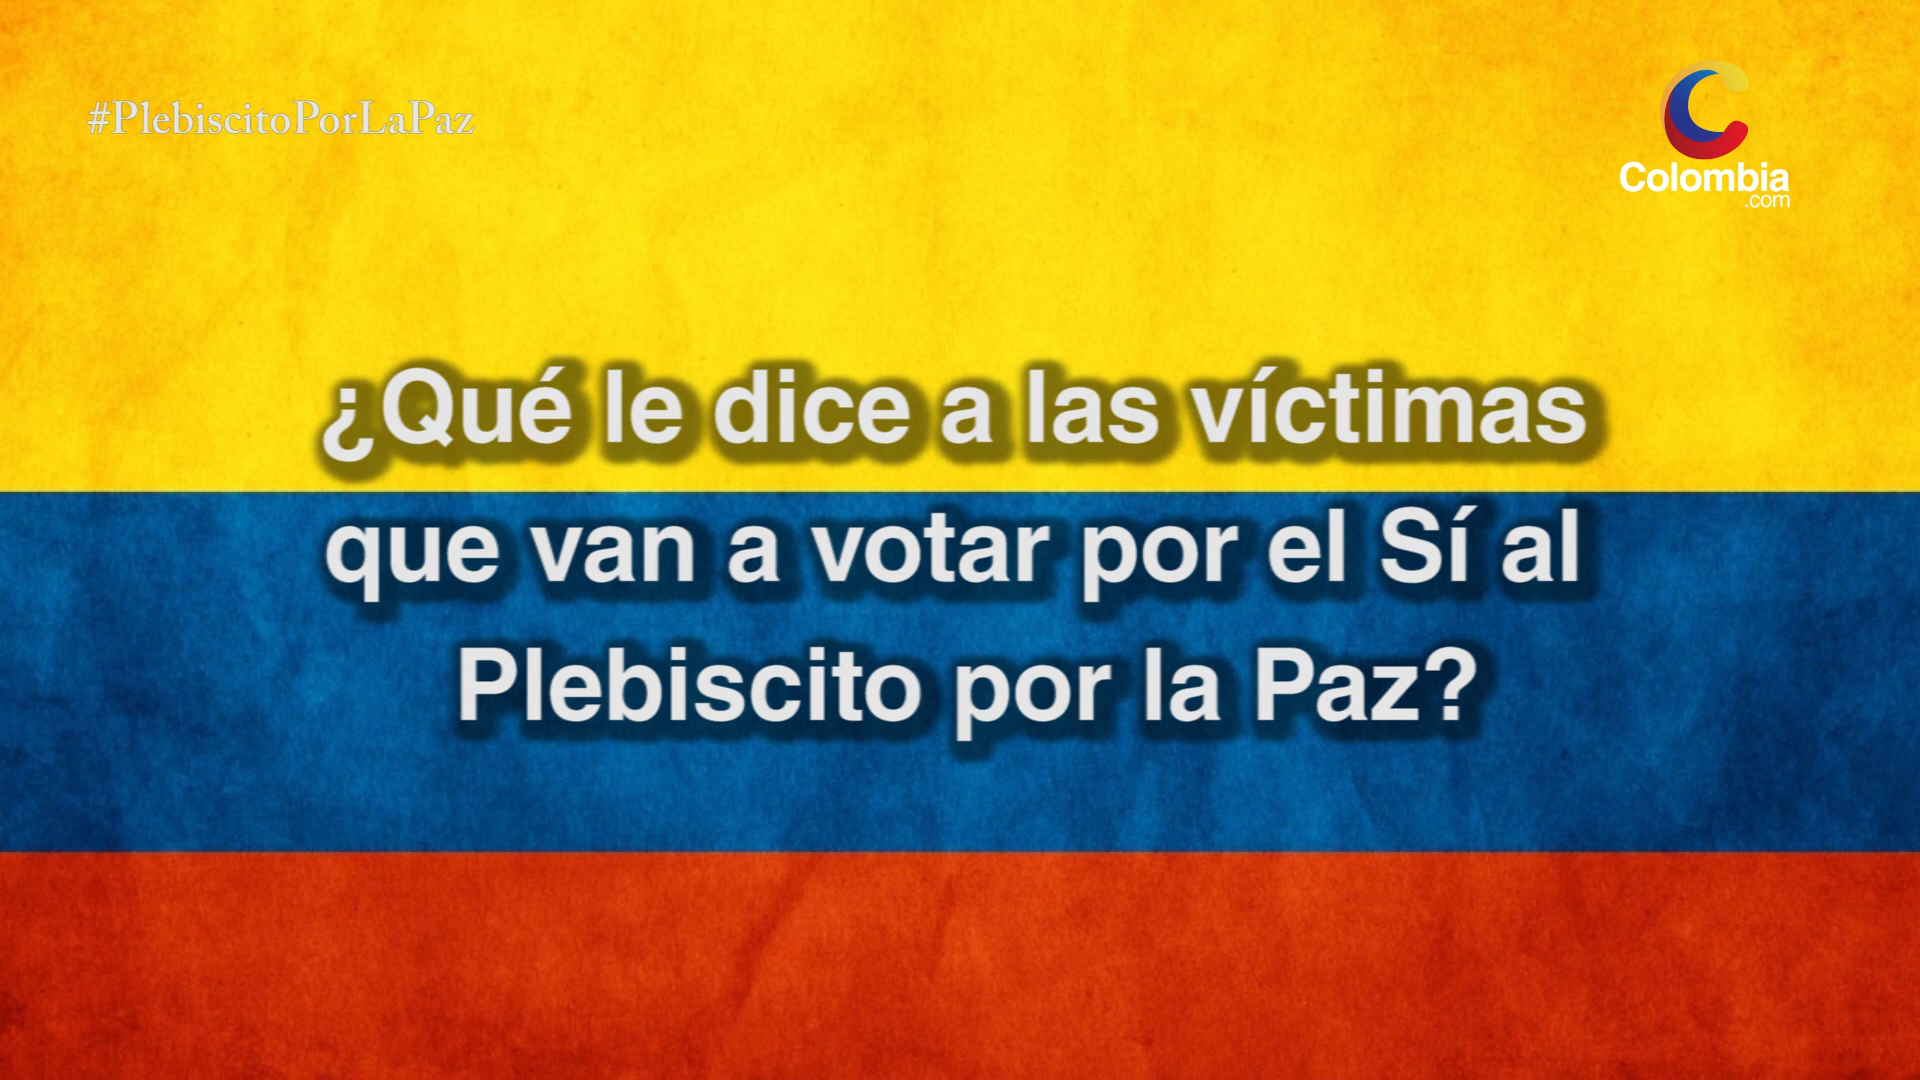 #PlebiscitoPorLaPaz
Colombia
.com
¿Qué le dice a las víctimas
que van a votar por el Sí al
Plebiscito por la Paz?